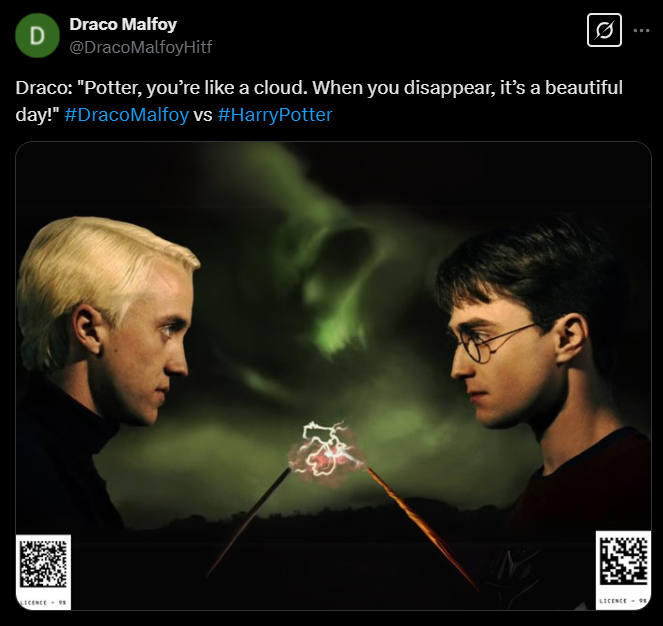 D
Draco Malfoy
@DracoMalfoyHitf
Draco: "Potter, you’re like a cloud. When you disappear, it’s a beautiful
day!" #DracoMalfoy vs #HarryPotter
LICENCE - 98
LICENCE - 98